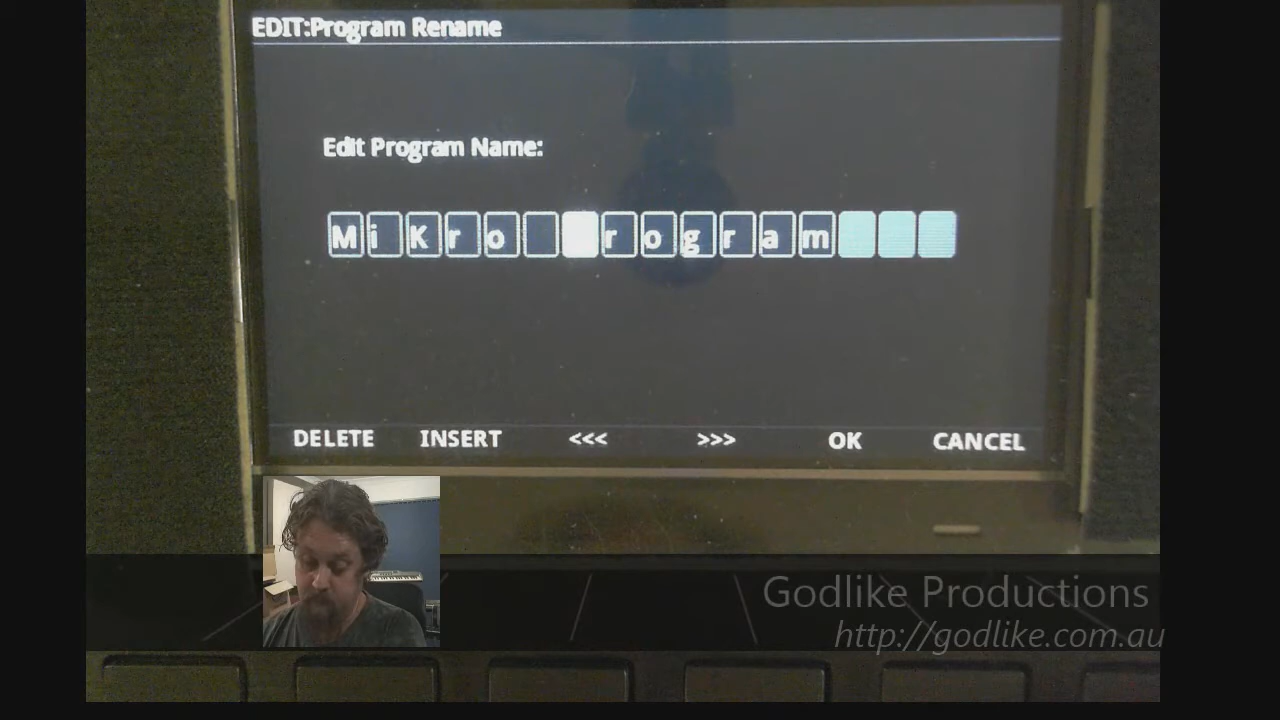 EDIT:Program Rename
Edit Program Name:
MiKro  rogram
DELETE INSERT <<< >>> OK CANCEL
Godlike Productions
http://godlike.com.au